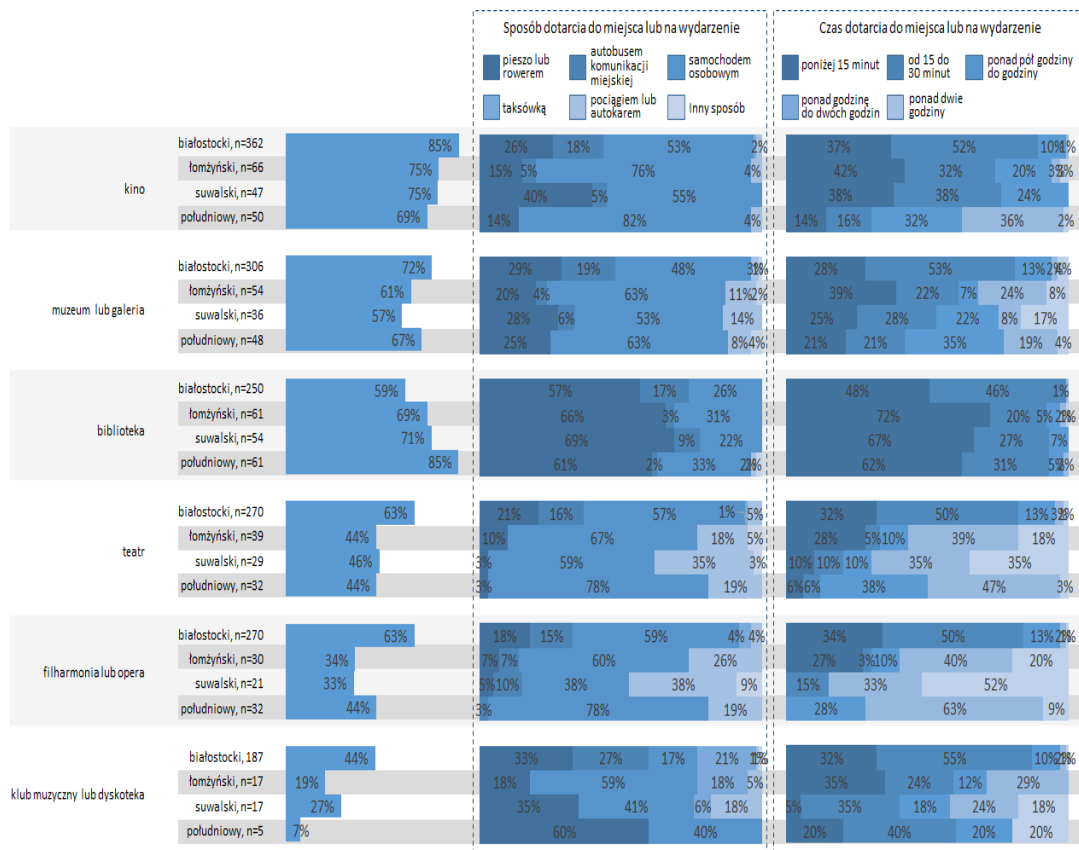 Sposób dotarcia do miejsca lub na wydarzenie
Czas dotarcia do miejsca lub na wydarzenie
pieszo lub rowerem
autobusem komunikacji miejskiej
samochodem osobowym
taksówką
pociągiem lub autokarem
Inny sposób
poniżej 15 minut
od 15 do 30 minut
ponad pół godziny do godziny
ponad godzinę do dwóch godzin
ponad dwie godziny
kino
białostocki, n=362 85% 26% 18% 53% 2% 37% 52% 10% 1%
łomżyński, n=66 75% 15% 5% 76% 4% 42% 32% 20% 3% 3%
suwalski, n=47 75% 40% 5% 55% 38% 38% 24%
południowy, n=50 69% 14% 82% 4% 14% 16% 32% 36% 2%
muzeum lub galeria
białostocki, n=306 72% 29% 19% 48% 3% 1% 28% 53% 13% 2% 4%
łomżyński, n=54 61% 20% 4% 63% 11% 2% 39% 22% 7% 24% 8%
suwalski, n=36 57% 28% 6% 53% 14% 25% 28% 22% 8% 17%
południowy, n=48 67% 25% 63% 8% 4% 21% 21% 35% 19% 4%
biblioteka
białostocki, n=250 59% 57% 17% 26% 48% 46% 1%
łomżyński, n=61 69% 66% 3% 31% 72% 20% 5% 2%
suwalski, n=54 71% 69% 9% 22% 67% 27% 7%
południowy, n=61 85% 61% 2% 33% 2% 2% 62% 31% 5% 2%
teatr
białostocki, n=270 63% 21% 16% 57% 1% 5% 32% 50% 13% 3% 2%
łomżyński, n=39 44% 10% 67% 18% 5% 28% 5% 10% 39% 18%
suwalski, n=29 46% 3% 59% 35% 3% 10% 10% 10% 35% 35%
południowy, n=32 44% 3% 78% 19% 6% 6% 38% 47% 3%
filharmonia lub opera
białostocki, n=270 63% 18% 15% 59% 4% 4% 34% 50% 13% 2% 1%
łomżyński, n=30 34% 7% 7% 60% 26% 27% 3% 10% 40% 20%
suwalski, n=21 33% 5% 10% 38% 38% 9% 15% 33% 52%
południowy, n=32 44% 3% 78% 19% 28% 63% 9%
klub muzyczny lub dyskoteka
białostocki, 187 44% 33% 27% 17% 21% 1% 32% 55% 10% 2% 1%
łomżyński, n=17 19% 18% 59% 18% 5% 35% 24% 12% 29%
suwalski, n=17 27% 35% 41% 6% 18% 5% 35% 18% 24% 18%
południowy, n=5 7% 60% 40% 20% 40% 20% 20%